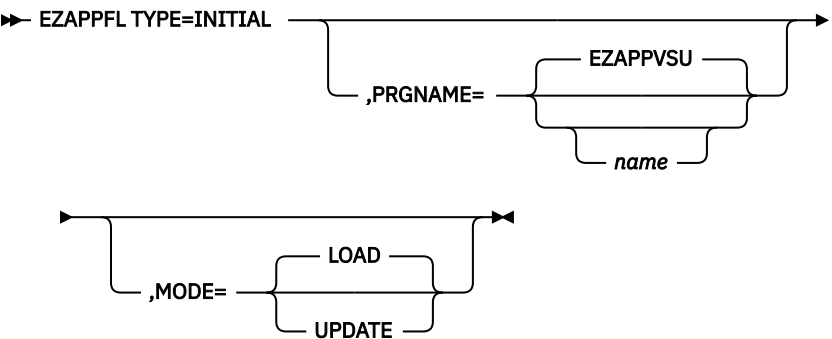 EZAPPFL TYPE=INITIAL
EZAPPVSU
,PRGNAME=
name
LOAD
,MODE=
UPDATE